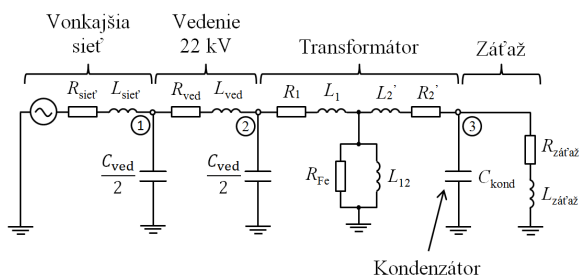 Vonkajšia
sieť
Vedenie
22 kV
Transformátor
Záťaž
Rsieť Lsieť
Rved Lved
R1 L1 L2' R2'
1 2 3
Cved
2
Cved
2
RFe L12
Ckond
Rzáťaž
Lzáťaž
Kondenzátor